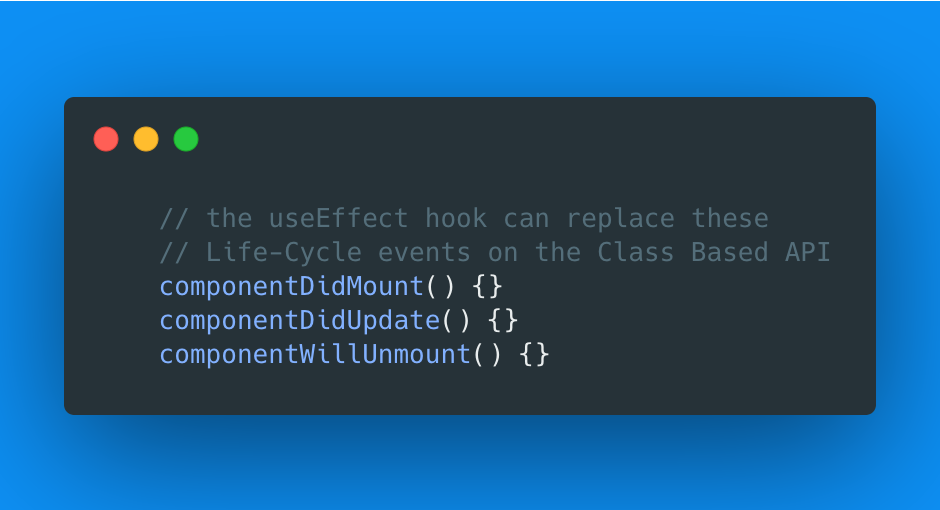 // the useEffect hook can replace these
// Life-Cycle events on the Class Based API
componentDidMount() {}
componentDidUpdate() {}
componentWillUnmount() {}